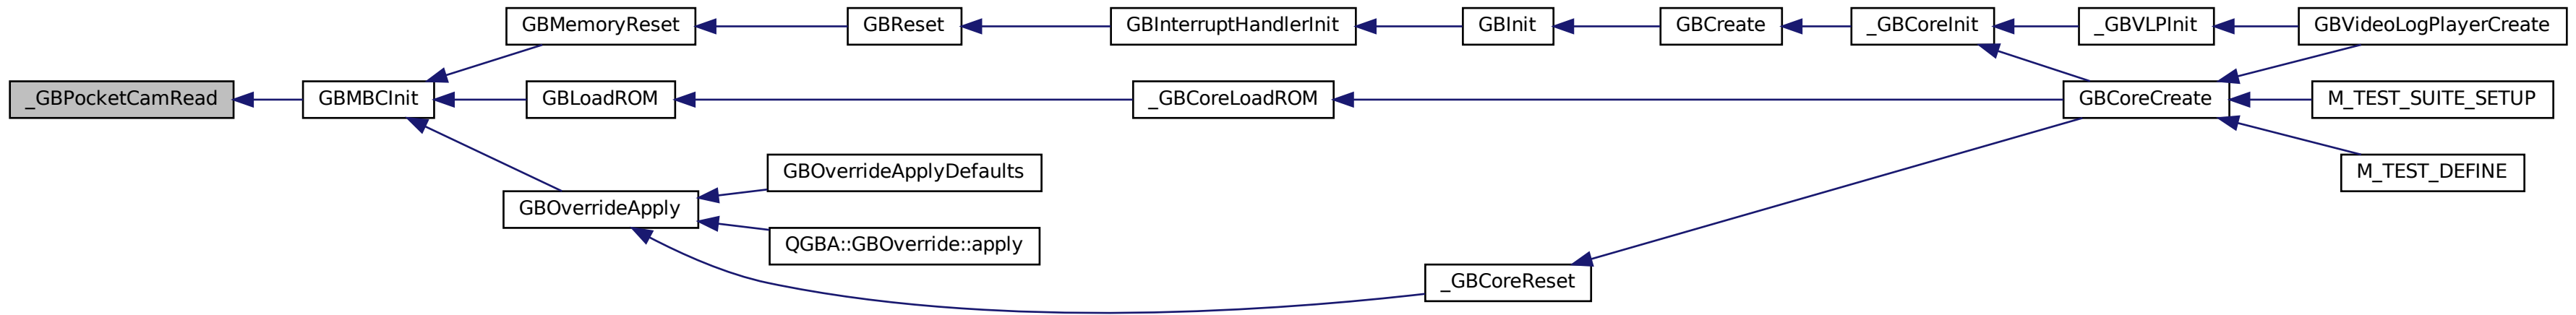 GBMemoryReset
GBReset
GBInterruptHandlerInit
GBInit
GBCreate
_GBCoreInit
_GBVLPInit
GBVideoLogPlayerCreate
_GBPocketCamRead
GBMBCInit
GBLoadROM
_GBCoreLoadROM
GBCoreCreate
M_TEST_SUITE_SETUP
GBOverrideApplyDefaults
M_TEST_DEFINE
GBOverrideApply
QGBA::GBOverride::apply
_GBCoreReset